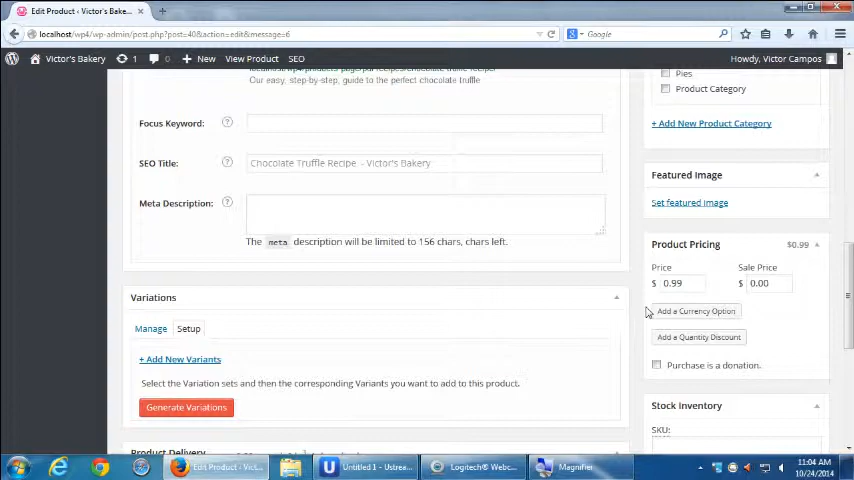 Edit Product ‹ Victor's Bake...
localhost/wp4/wp-admin/post.php?post=40&action=edit&message=6
Google
Victor's Bakery
1
0
New
View Product
SEO
Howdy, Victor Campos
Our easy, step-by-step, guide to the perfect chocolate truffle
Pies
Product Category
+ Add New Product Category
Focus Keyword:
?
SEO Title:
?
Chocolate Truffle Recipe - Victor's Bakery
Meta Description:
?
The meta description will be limited to 156 chars, chars left.
Featured Image
Set featured image
Product Pricing
$0.99
Price
Sale Price
$ 0.99
$ 0.00
Add a Currency Option
Add a Quantity Discount
Purchase is a donation.
Variations
Manage
Setup
+ Add New Variants
Select the Variation sets and then the corresponding Variants you want to add to this product.
Generate Variations
Stock Inventory
SKU:
Product Delivery
Edit Product ‹ Vict...
Untitled 1 - Ustrea...
Logitech® Webc...
Magnifier
11:04 AM
10/24/2014